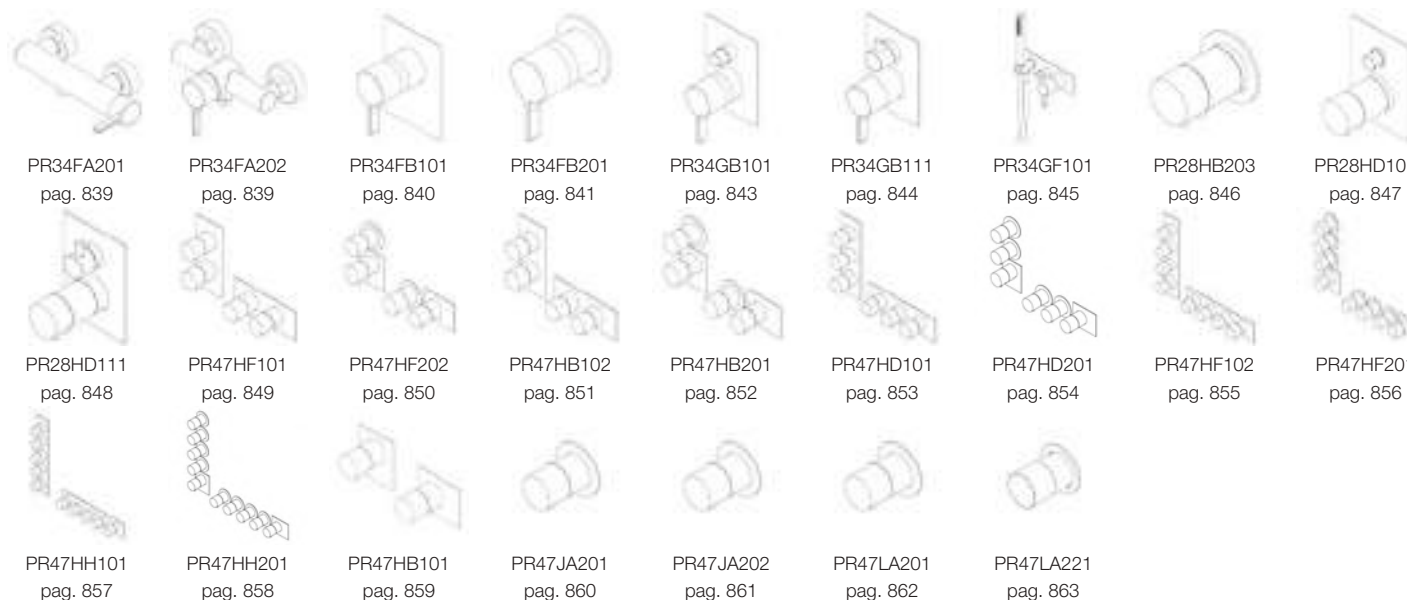 PR34FA201 PR34FA202 PR34FB101 PR34FB201 PR34GB101 PR34GB111 PR34GF101 PR28HB203
pag. 839 pag. 839 pag. 840 pag. 841 pag. 843 pag. 844 pag. 845 pag. 846 pag. 847
PR28HD111 PR47HF101 PR47HF202 PR47HB102 PR47HB201 PR47HD101 PR47HD201 PR47HF102 PR47HF201
pag. 848 pag. 849 pag. 850 pag. 851 pag. 852 pag. 853 pag. 854 pag. 855 pag. 856
PR47HH101 PR47HH201 PR47HB101 PR47JA201 PR47JA202 PR47LA201 PR47LA221
pag. 857 pag. 858 pag. 859 pag. 860 pag. 861 pag. 862 pag. 863